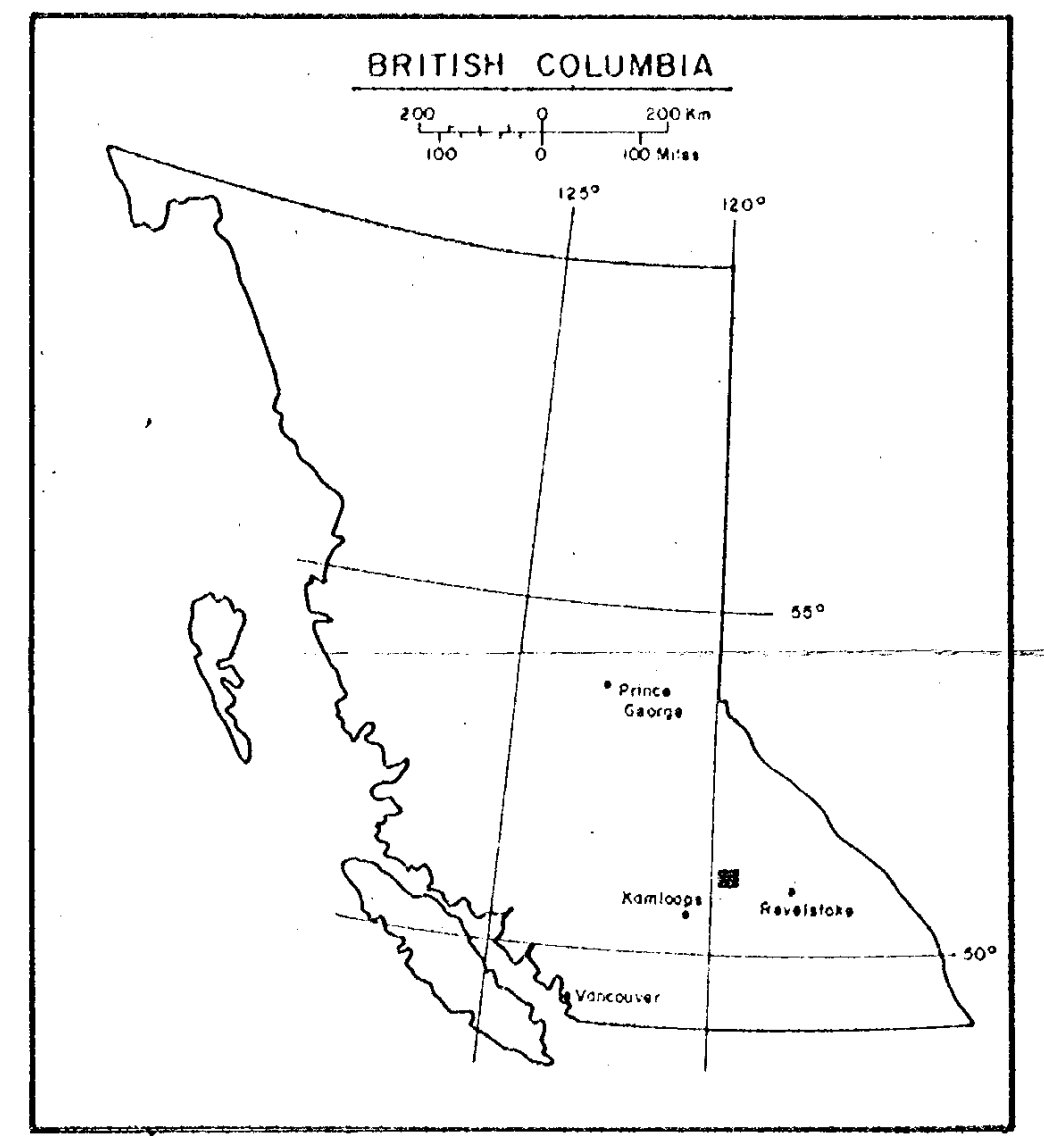 BRITISH COLUMBIA
200 0 200 Km
100 0 100 Miles
125°
120°
55°
Prince
George
Kamloops
Revelstoke
50°
Vancouver